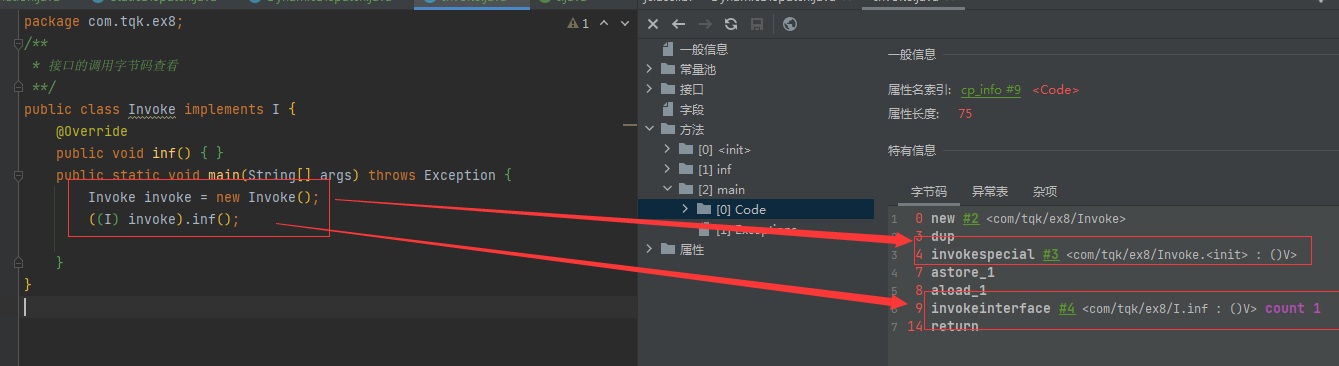 package com.tqk.ex8;
/**
 * 接口的调用字节码查看
 **/
public class Invoke implements I {
    @Override
    public void inf() { }
    public static void main(String[] args) throws Exception {
        Invoke invoke = new Invoke();
        ((I) invoke).inf();
    }
}
1
一般信息
常量池
接口
字段
方法
[0] <init>
[1] inf
[2] main
[0] Code
[1] Exceptions
属性
一般信息
属性名索引: cp_info #9 <Code>
属性长度: 75
特有信息
字节码 异常表 杂项
1 0 new #2 <com/tqk/ex8/Invoke>
2 3 dup
3 4 invokespecial #3 <com/tqk/ex8/Invoke.<init> : ()V>
4 7 astore_1
5 8 aload_1
6 9 invokeinterface #4 <com/tqk/ex8/I.inf : ()V> count 1
7 14 return